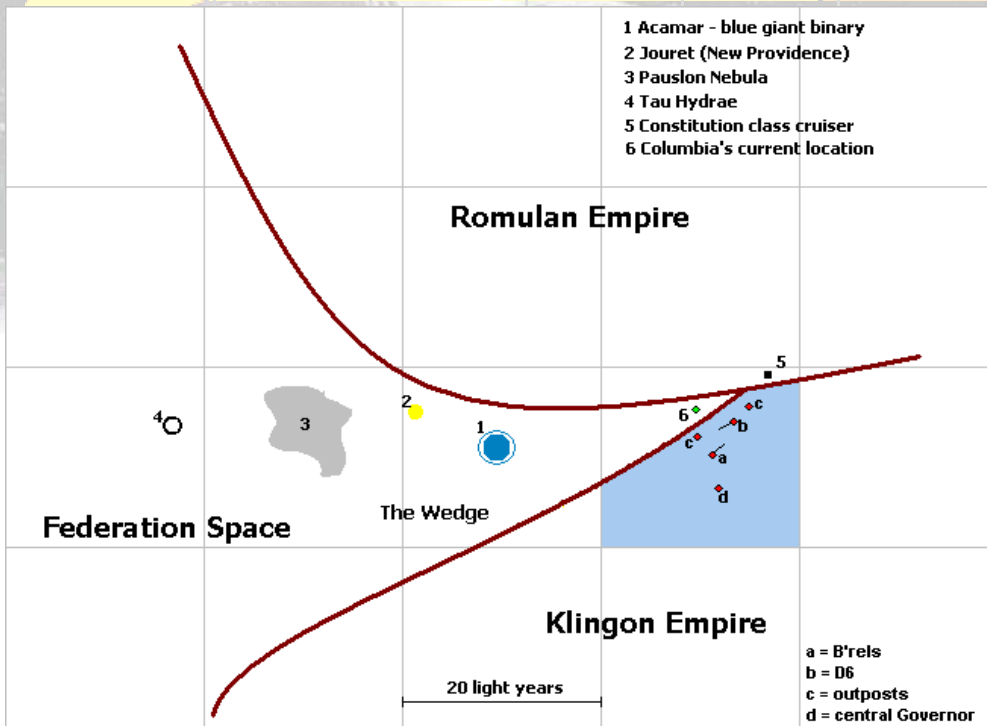 1 Acamar - blue giant binary
2 Jouret (New Providence)
3 Pauslon Nebula
4 Tau Hydrae
5 Constitution class cruiser
6 Columbia's current location
Romulan Empire
5
2
4
3
1
6
c
b
c
a
d
The Wedge
Federation Space
Klingon Empire
20 light years
a = B'rels
b = D6
c = outposts
d = central Governor